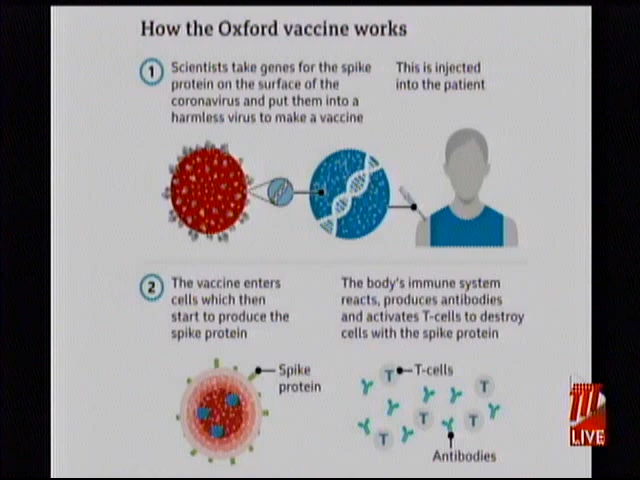 How the Oxford vaccine works
1
Scientists take genes for the spike
protein on the surface of the
coronavirus and put them into a
harmless virus to make a vaccine
This is injected
into the patient
2
The vaccine enters
cells which then
start to produce the
spike protein
The body's immune system
reacts, produces antibodies
and activates T-cells to destroy
cells with the spike protein
Spike
protein
T-cells
T
T
T
T
T
Antibodies
LIVE